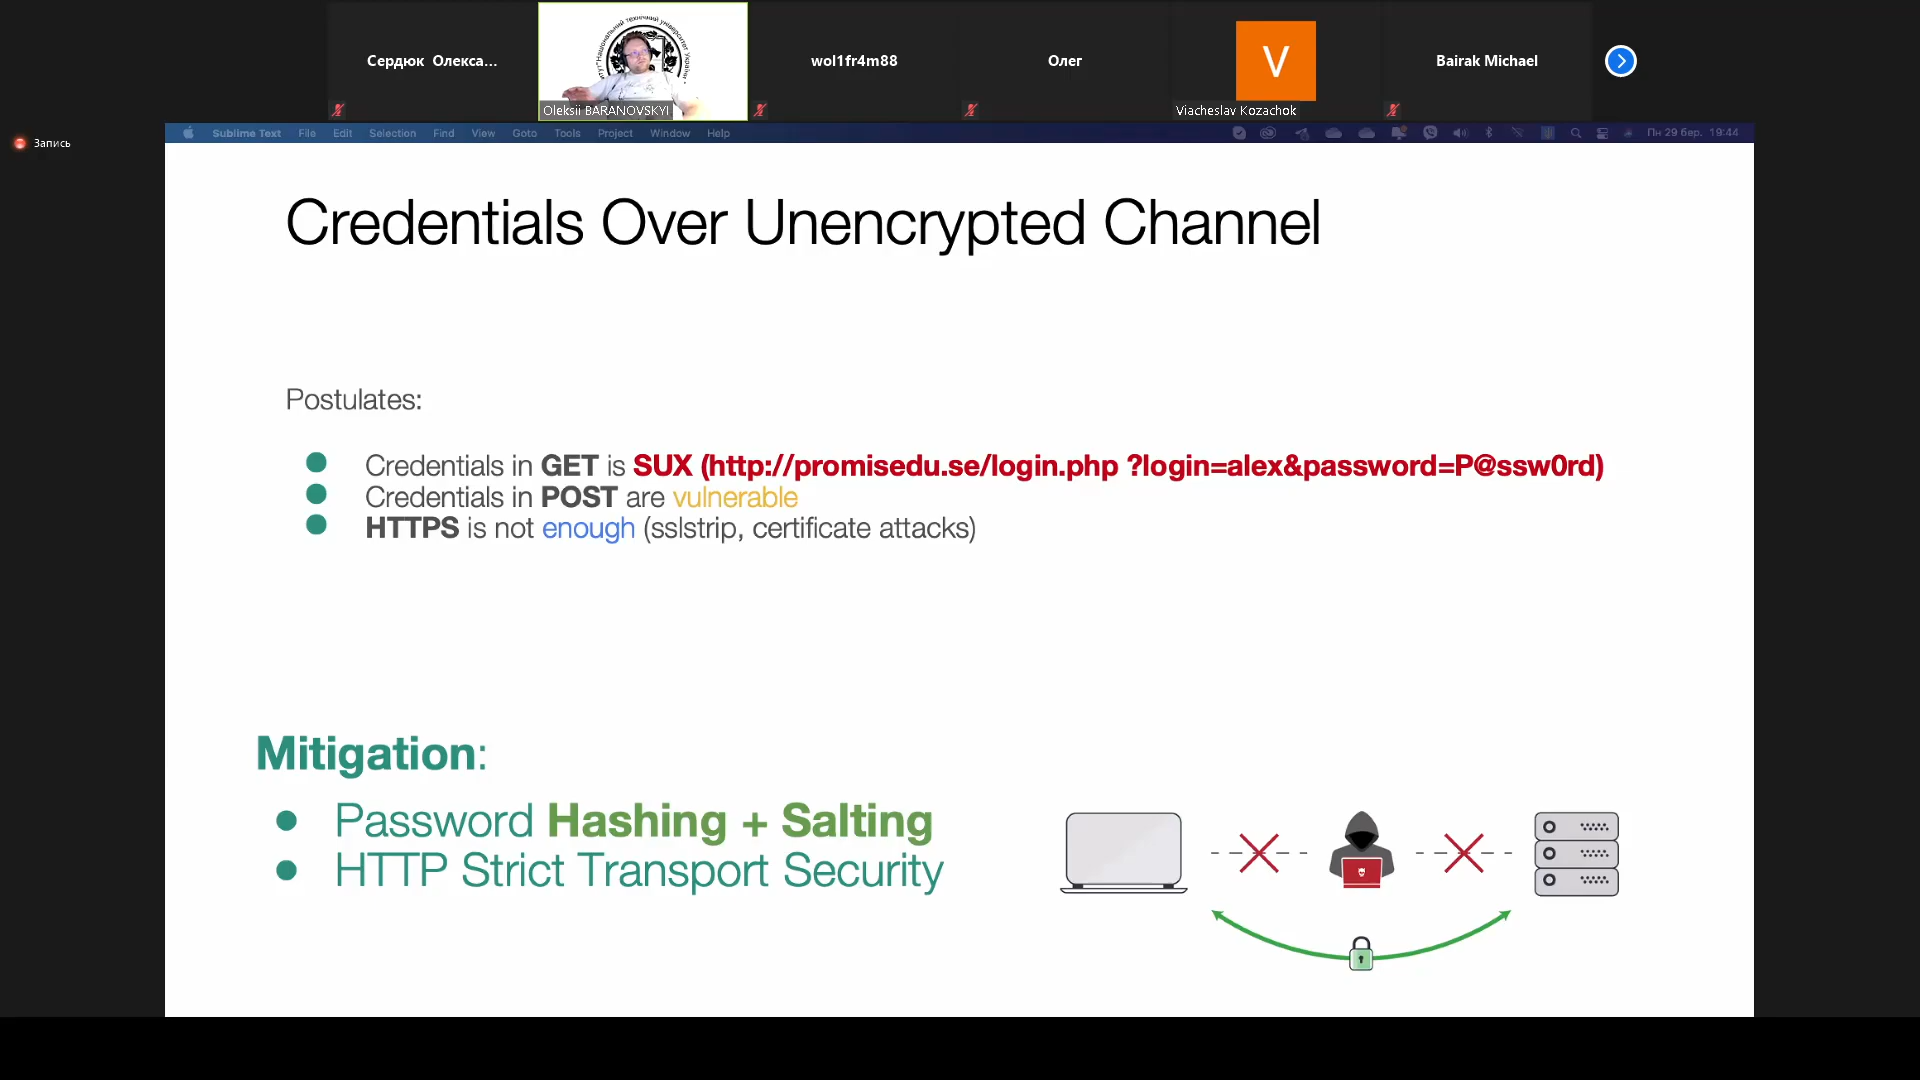 Сердюк Олекса...
Oleksii BARANOVSKYI
wol1fr4m88
Олег
V
Viacheslav Kozachok
Bairak Michael
Запись
Sublime Text File Edit Selection Find View Goto Tools Project Window Help
Пн 29 бер. 19:44
Credentials Over Unencrypted Channel
Postulates:
Credentials in GET is SUX (http://promisedu.se/login.php ?login=alex&password=P@ssw0rd)
Credentials in POST are vulnerable
HTTPS is not enough (sslstrip, certificate attacks)
Mitigation:
● Password Hashing + Salting
● HTTP Strict Transport Security